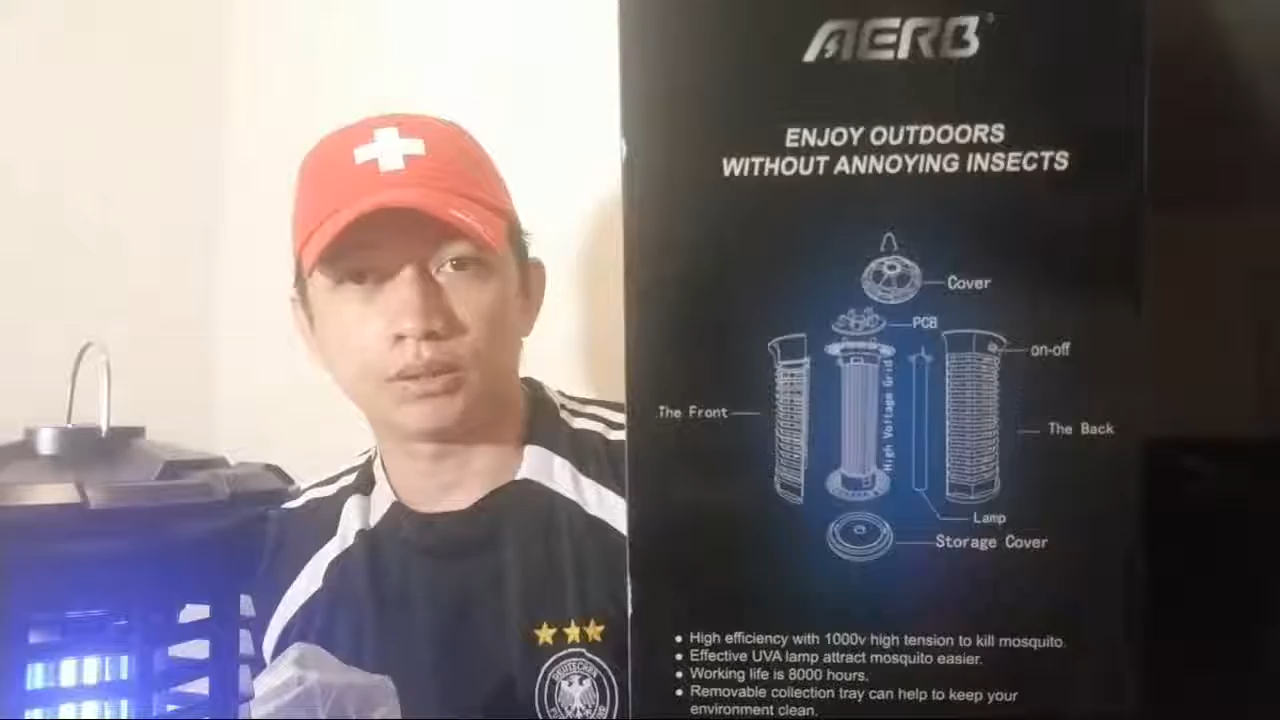 AERB
ENJOY OUTDOORS
WITHOUT ANNOYING INSECTS
Cover
PCB
on-off
The Front
High Voltage Grid
The Back
Lamp
Storage Cover
● High efficiency with 1000v high tension to kill mosquito.
● Effective UVA lamp attract mosquito easier.
● Working life is 8000 hours.
● Removable collection tray can help to keep your
environment clean.
DEUTSCHER